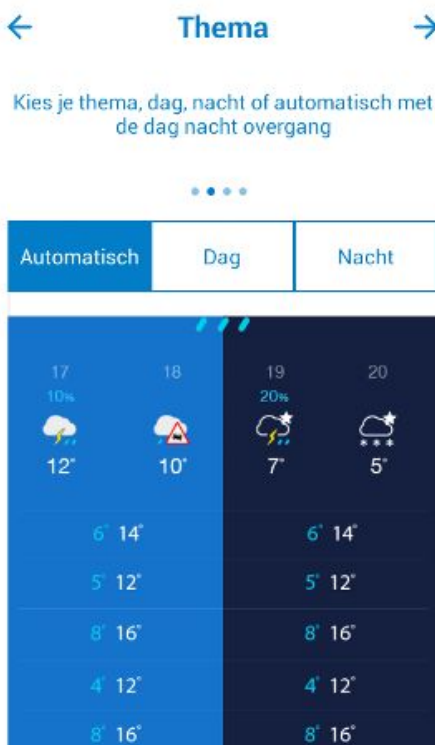 Thema
Kies je thema, dag, nacht of automatisch met
de dag nacht overgang
Automatisch Dag Nacht
17 18 19 20
10% 20%
12° 10° 7° 5°
6° 14° 6° 14°
5° 12° 5° 12°
8° 16° 8° 16°
4° 12° 4° 12°
8° 16° 8° 16°